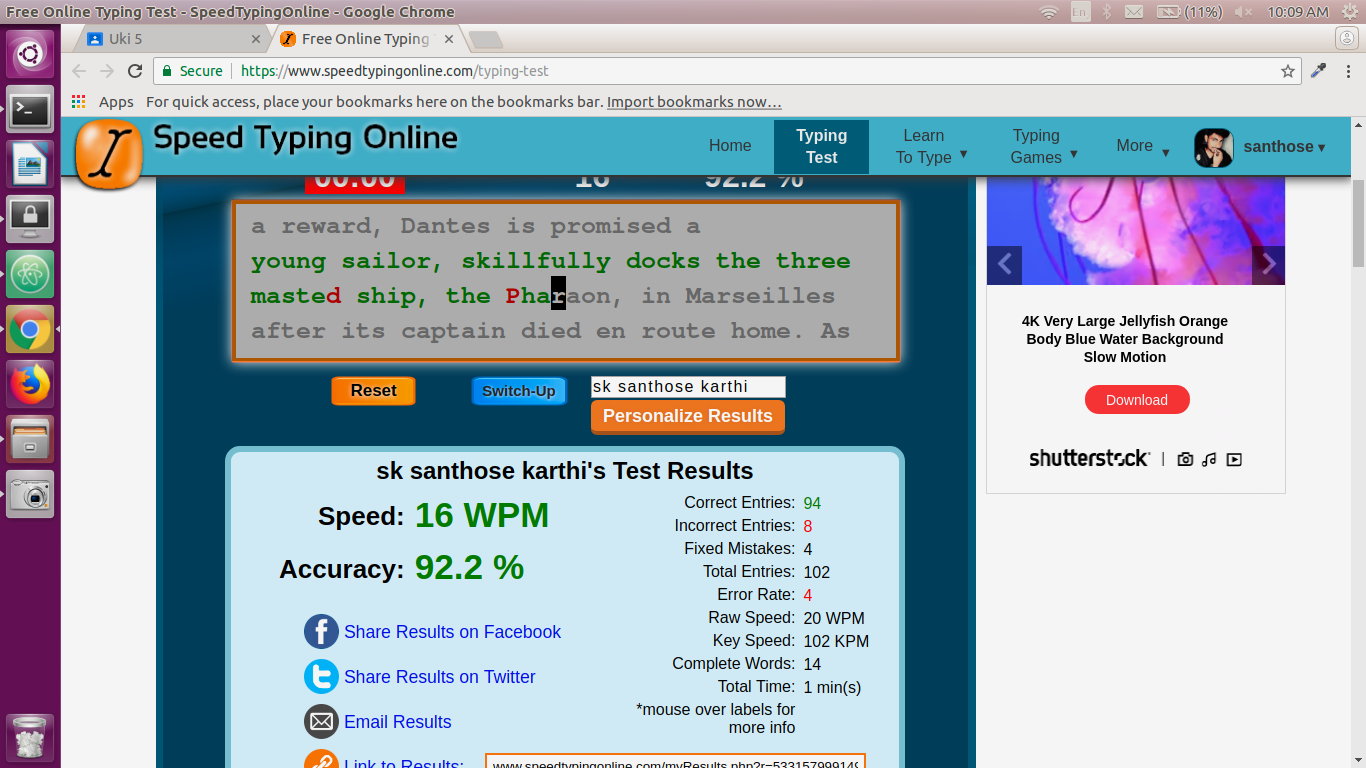 Free Online Typing Test - SpeedTypingOnline - Google Chrome
En
(11%)
10:09 AM
Uki 5
Free Online Typing
Secure
https://www.speedtypingonline.com/typing-test
Apps
For quick access, place your bookmarks here on the bookmarks bar. Import bookmarks now...
Speed Typing Online
Home
Typing Test
Learn To Type
Typing Games
More
santhose
00:00
16
92.2 %
a reward, Dantes is promised a
young sailor, skillfully docks the three
masted ship, the Pharaon, in Marseilles
after its captain died en route home. As
Reset
Switch-Up
sk santhose karthi
Personalize Results
sk santhose karthi's Test Results
Speed: 16 WPM
Accuracy: 92.2 %
Correct Entries: 94
Incorrect Entries: 8
Fixed Mistakes: 4
Total Entries: 102
Error Rate: 4
Raw Speed: 20 WPM
Key Speed: 102 KPM
Complete Words: 14
Total Time: 1 min(s)
*mouse over labels for
more info
Share Results on Facebook
Share Results on Twitter
Email Results
Link to Results:
4K Very Large Jellyfish Orange
Body Blue Water Background
Slow Motion
Download
shutterstock